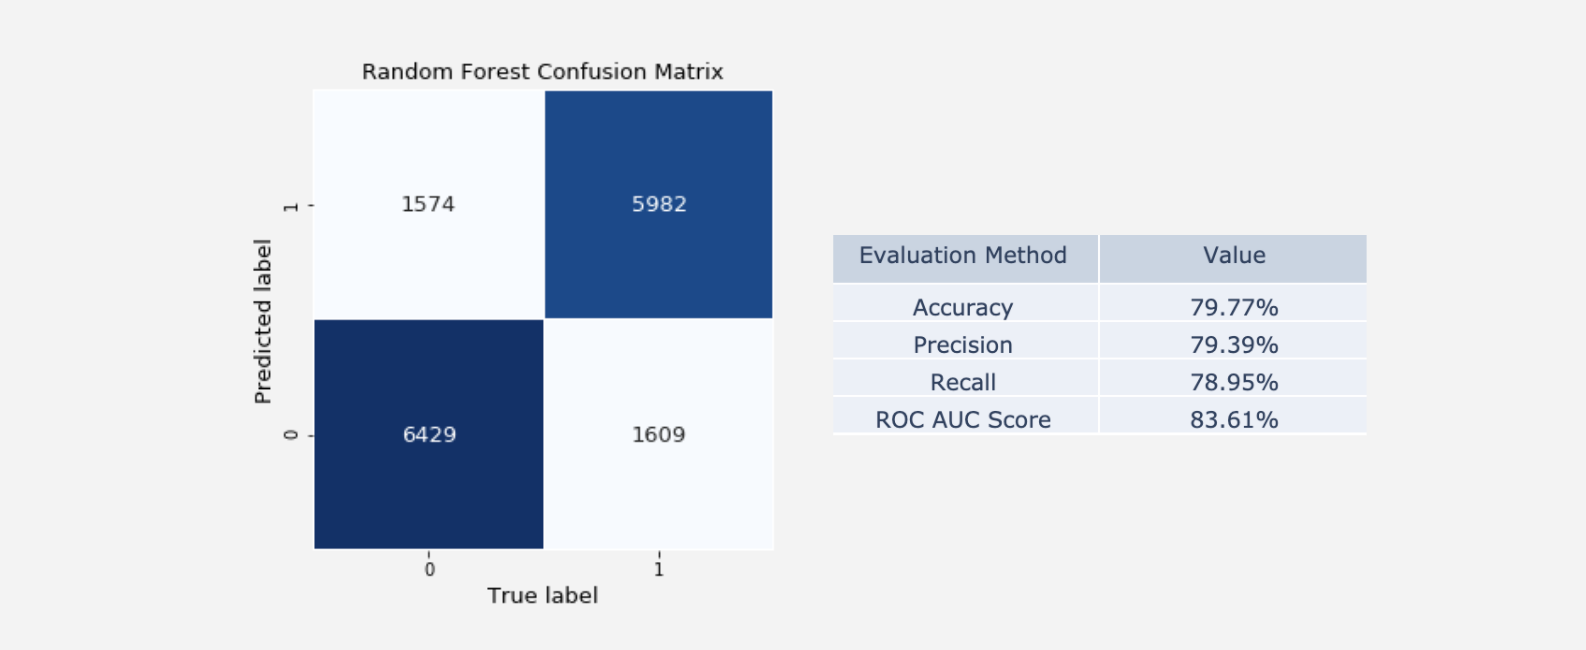 Random Forest Confusion Matrix
Predicted label
1
1574
5982
0
6429
1609
0
1
True label
Evaluation Method Value
Accuracy 79.77%
Precision 79.39%
Recall 78.95%
ROC AUC Score 83.61%